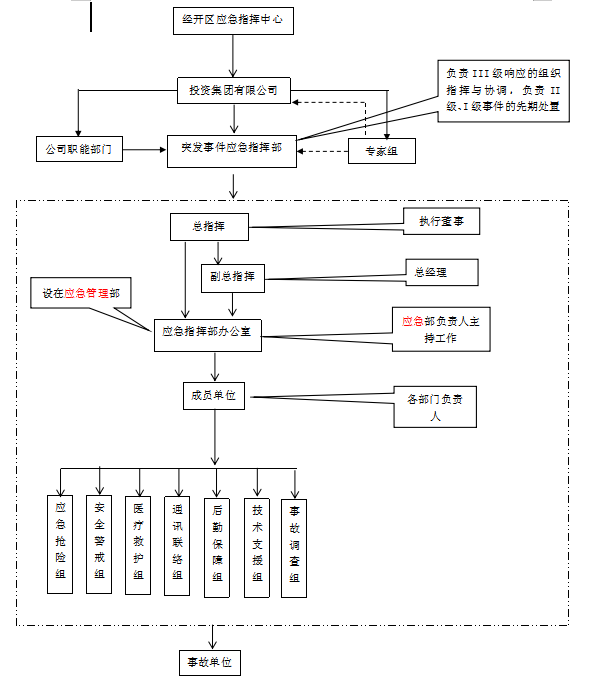 经开区应急指挥中心
投资集团有限公司
负责 III 级响应的组织
指挥与协调，负责 II
级、I 级事件的先期处置
公司职能部门
突发事件应急指挥部
专家组
总指挥
执行董事
副总指挥
总经理
设在应急管理部
应急指挥部办公室
应急部负责人主
持工作
成员单位
各部门负责
人
应急抢险组
安全警戒组
医疗救护组
通讯联络组
后勤保障组
技术支援组
事故调查组
事故单位